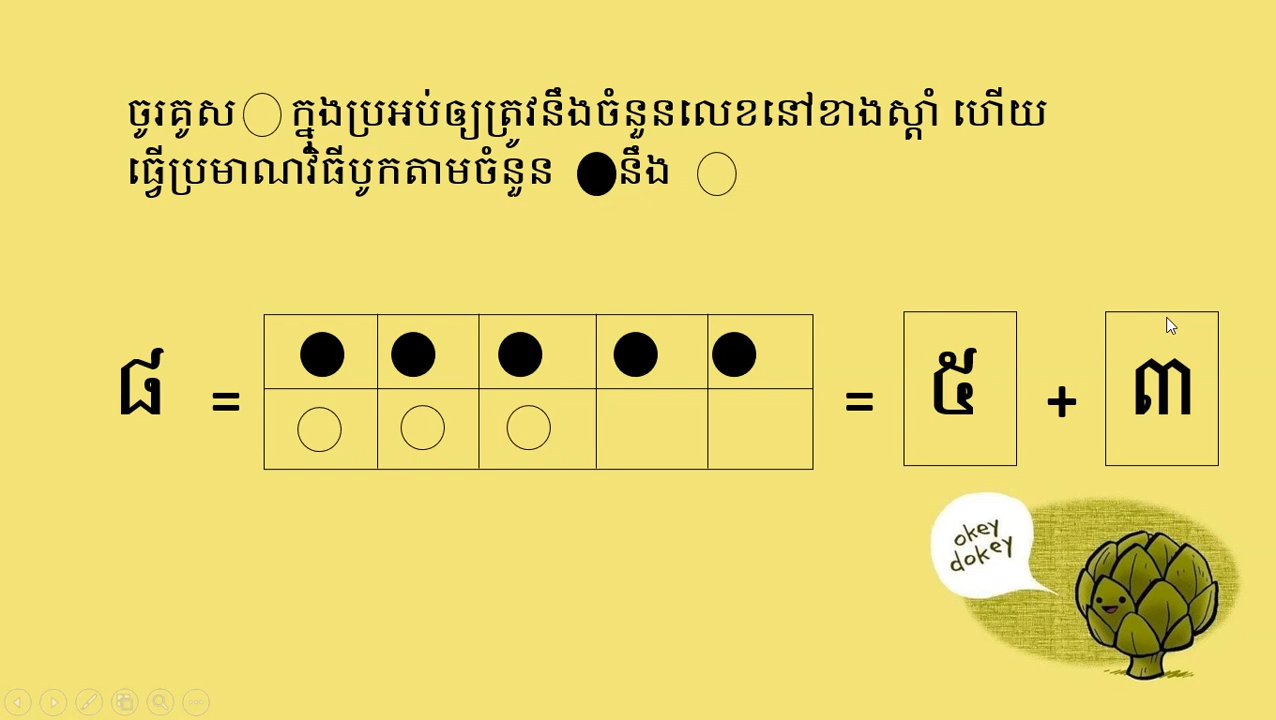 ចូរគូស ក្នុងប្រអប់ឲ្យត្រូវនឹងចំនួនលេខនៅខាងស្ដាំ ហើយ
ធ្វើប្រមាណវិធីបូកតាមចំនួន នឹង
៨ = = ៥ + ៣
okey
dokey